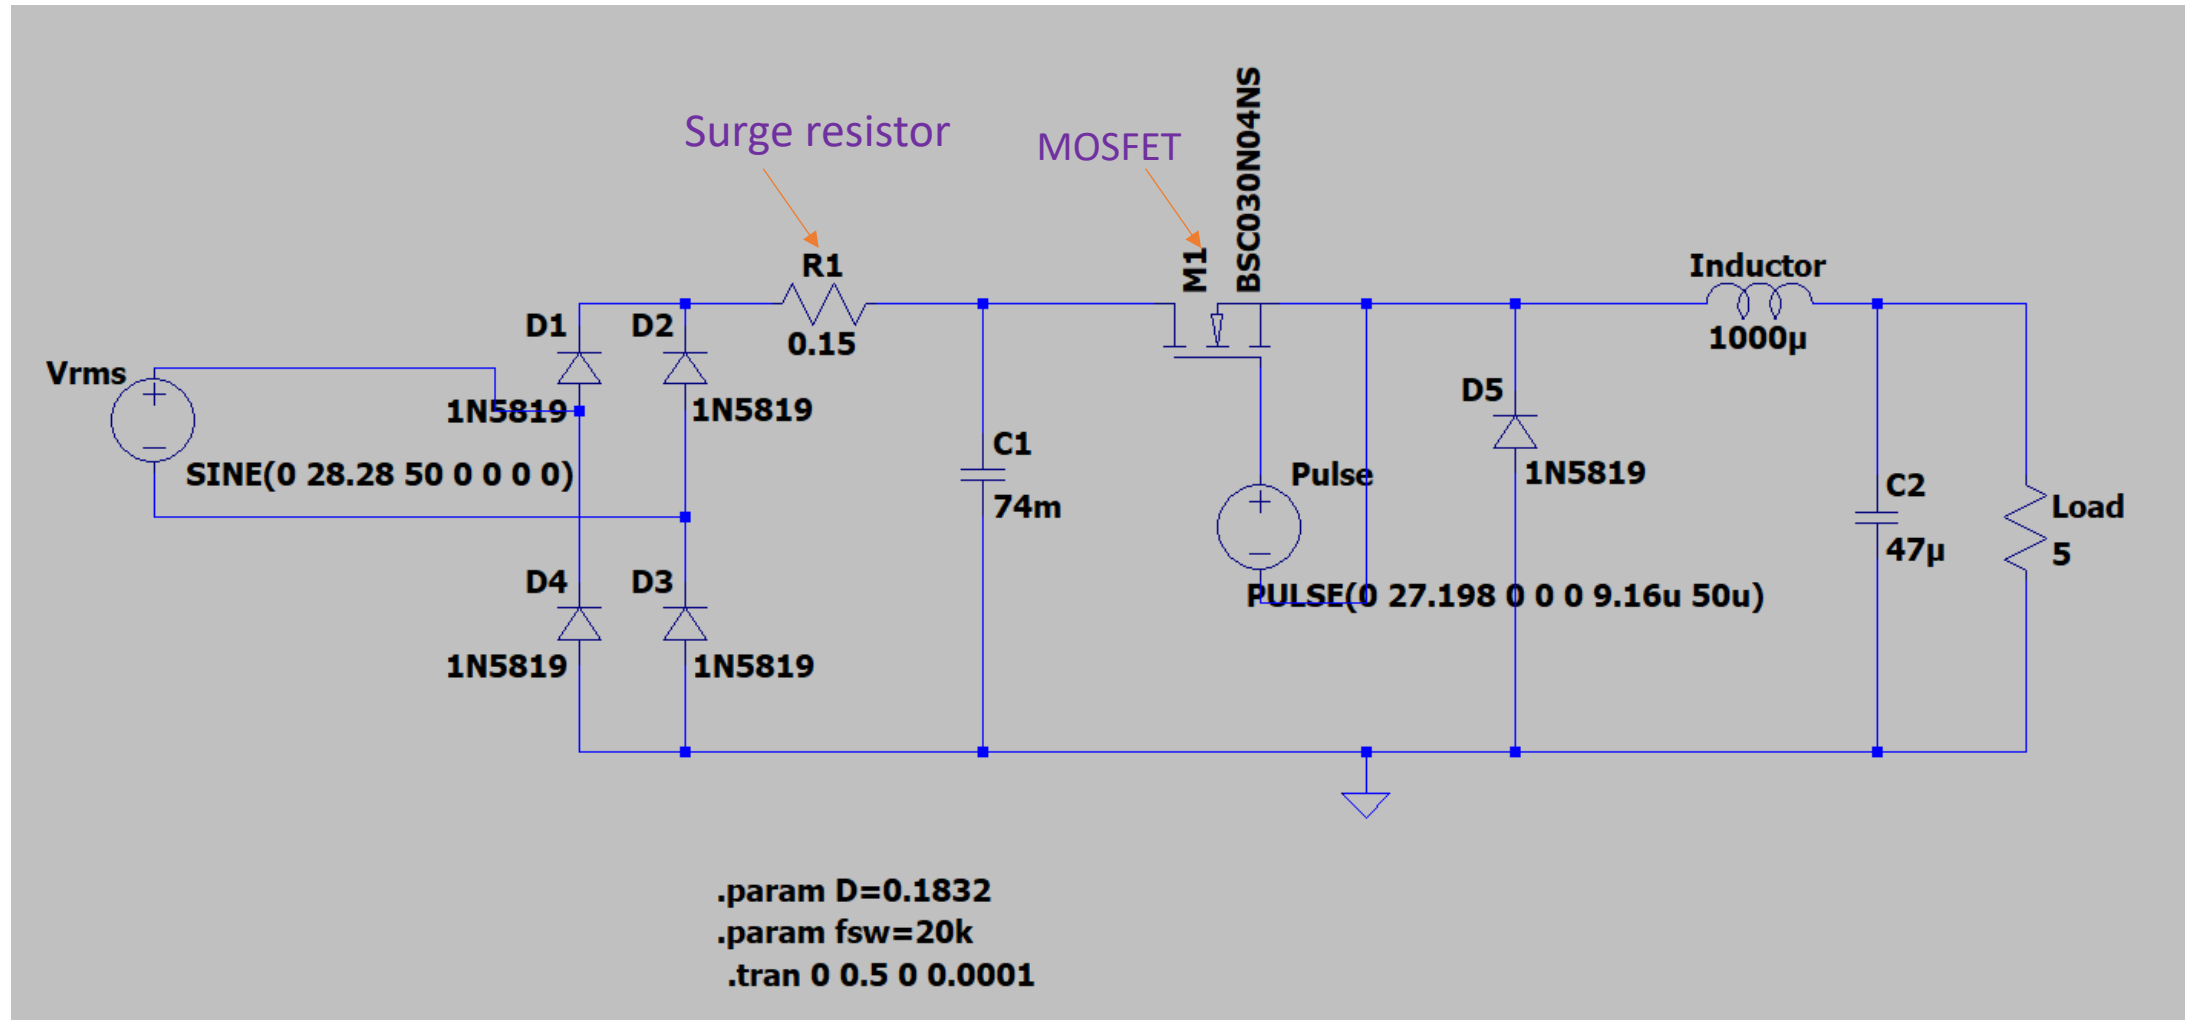 Surge resistor
MOSFET
BSC030N04NS
M1
R1
0.15
Inductor
1000µ
D1
D2
1N5819
1N5819
Vrms
SINE(0 28.28 50 0 0 0 0)
C1
74m
Pulse
PULSE(0 27.198 0 0 0 9.16u 50u)
D5
1N5819
C2
47µ
Load
5
D4
D3
1N5819
1N5819
.param D=0.1832
.param fsw=20k
.tran 0 0.5 0 0.0001